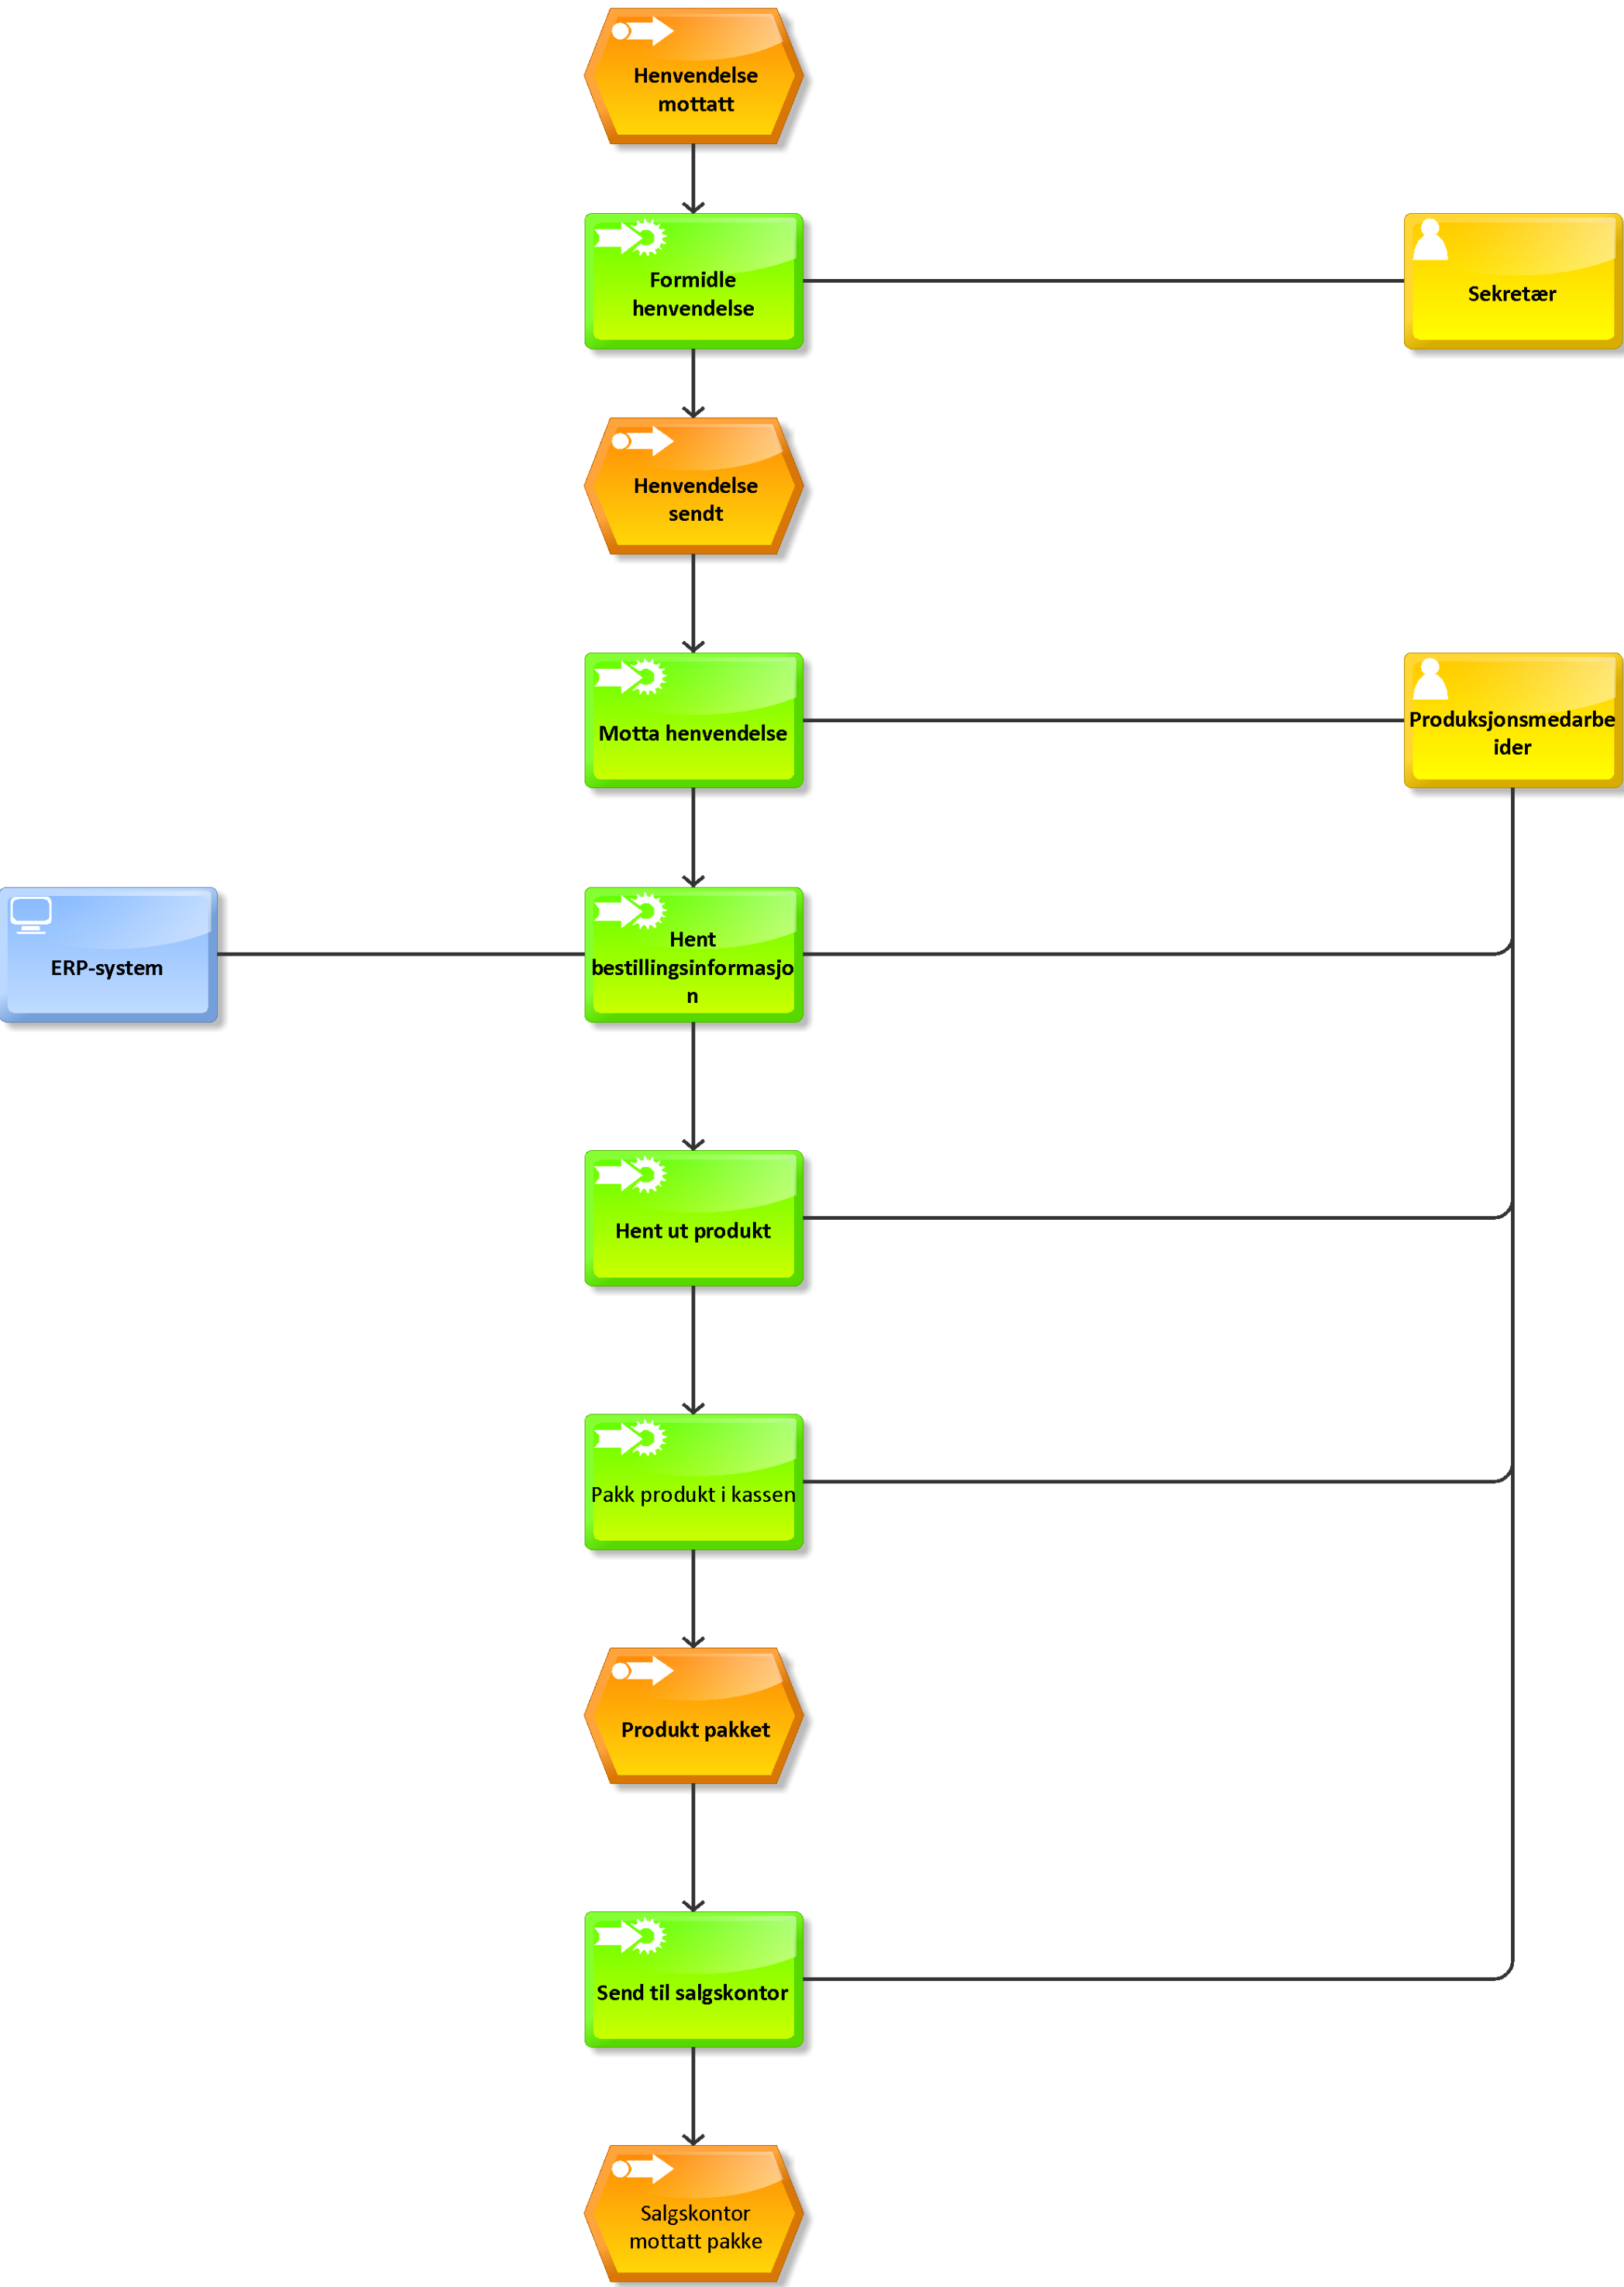 Henvendelse
mottatt
Formidle
henvendelse
Sekretær
Henvendelse
sendt
Motta henvendelse
Produksjonsmedarbe
ider
ERP-system
Hent
bestillingsinformasjo
n
Hent ut produkt
Pakk produkt i kassen
Produkt pakket
Send til salgskontor
Salgskontor
mottatt pakke